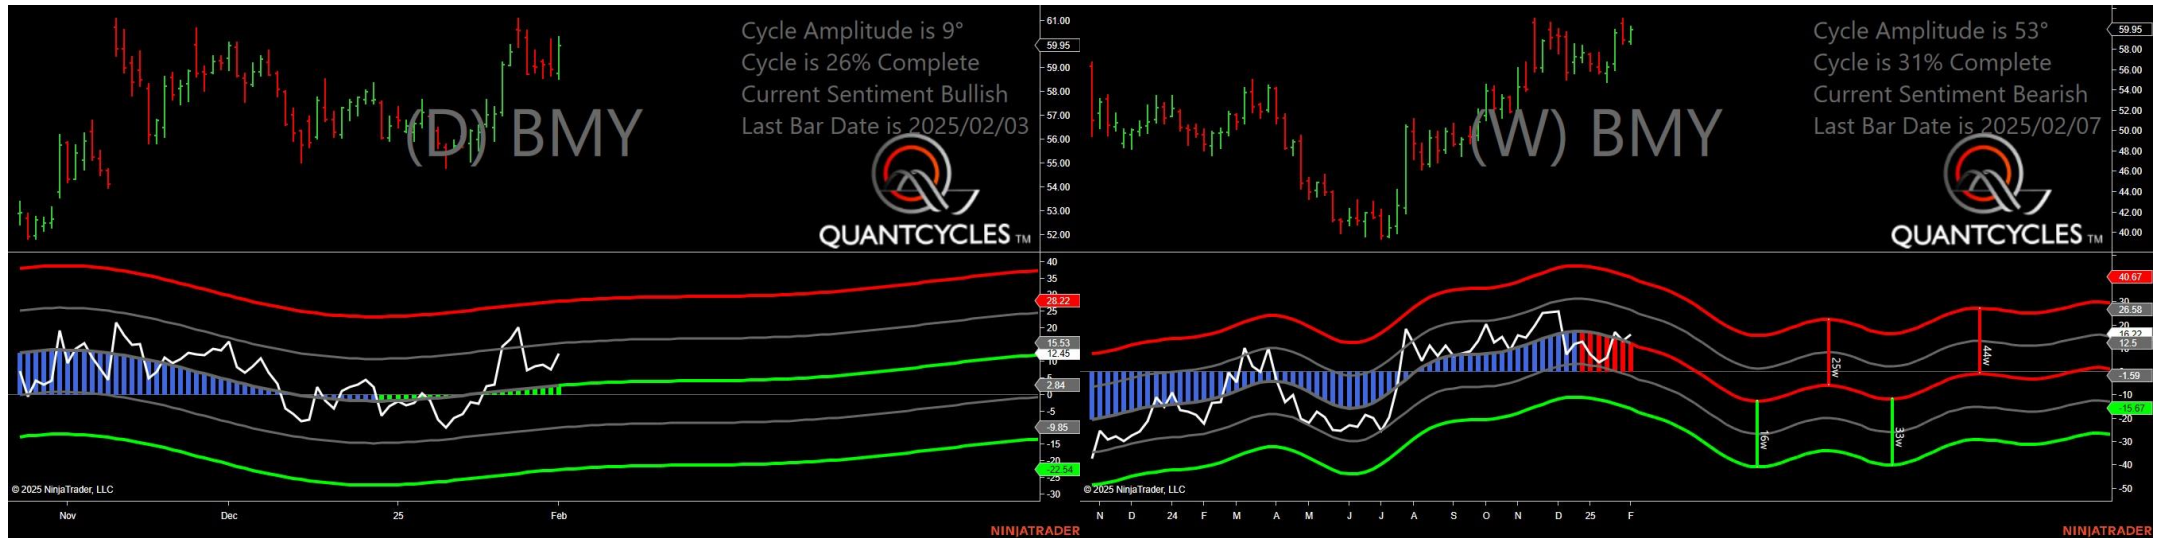 Cycle Amplitude is 9°
Cycle is 26% Complete
Current Sentiment Bullish
Last Bar Date is 2025/02/03
(D) BMY
QUANTCYCLES TM
61.00
59.95
59.00
58.00
57.00
56.00
55.00
54.00
53.00
52.00
40
35
28.22
25
20
15.53
12.45
10
5
2.84
0
-5
-9.85
-15
-20
-22.54
-25
-30
© 2025 NinjaTrader, LLC
Nov Dec 25 Feb
NINJATRADER
Cycle Amplitude is 53°
Cycle is 31% Complete
Current Sentiment Bearish
Last Bar Date is 2025/02/07
(W) BMY
QUANTCYCLES TM
59.95
58.00
56.00
54.00
52.00
50.00
48.00
46.00
44.00
42.00
40.00
40.67
30
26.58
20
16.22
12.5
-1.59
-10
-15.67
-20
-30
-40
-50
16w
25w
33w
44w
© 2025 NinjaTrader, LLC
N D 24 F M A M J J A S O N D 25 F
NINJATRADER